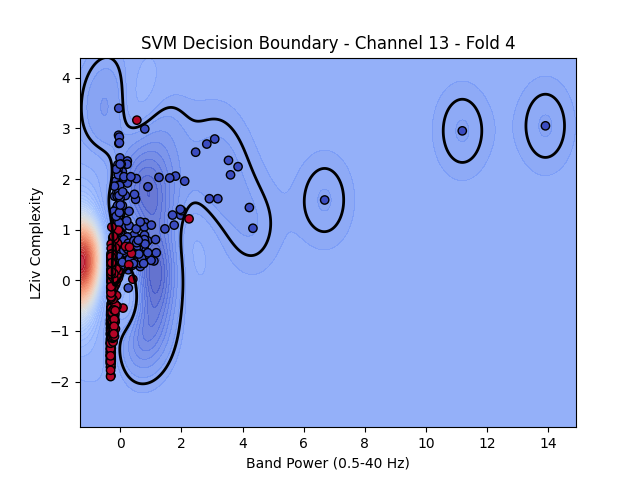 SVM Decision Boundary - Channel 13 - Fold 4
4
3
2
1
0
−1
−2
LZiv Complexity
0 2 4 6 8 10 12 14
Band Power (0.5-40 Hz)